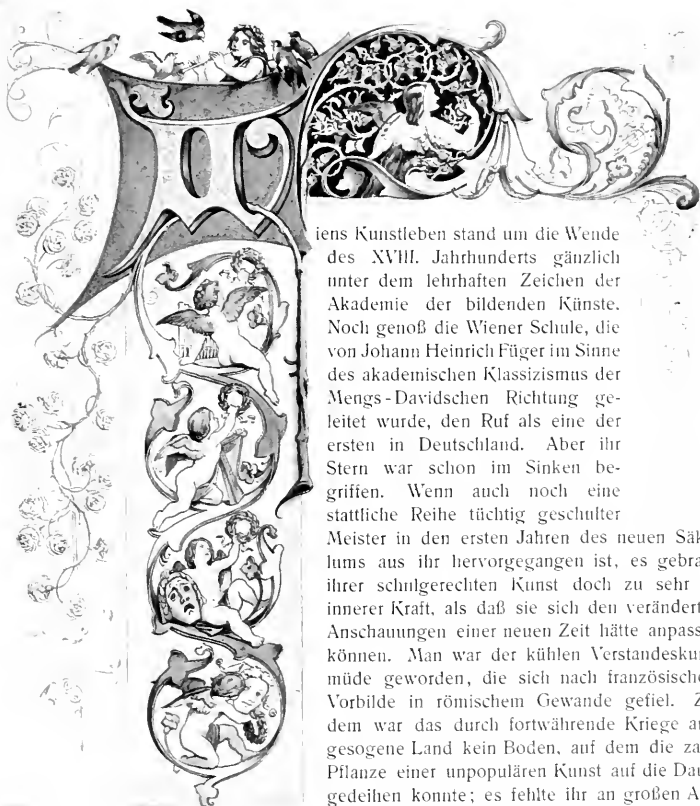 Wiens Kunstleben stand um die Wende
des XVIII. Jahrhunderts gänzlich
unter dem lehrhaften Zeichen der
Akademie der bildenden Künste.
Noch genoß die Wiener Schule, die
von Johann Heinrich Füger im Sinne
des akademischen Klassizismus der
Mengs-Davidschen Richtung ge-
leitet wurde, den Ruf als eine der
ersten in Deutschland. Aber ihr
Stern war schon im Sinken be-
griffen. Wenn auch noch eine
stattliche Reihe tüchtig geschulter
Meister in den ersten Jahren des neuen Säk
lums aus ihr hervorgegangen ist, es gebra
ihrer schulgerechten Kunst doch zu sehr
innerer Kraft, als daß sie sich den verändert
Anschauungen einer neuen Zeit hätte anpass
können. Man war der kühlen Verstandesku
müde geworden, die sich nach französische
Vorbilde in römischem Gewande gefiel. Z
dem war das durch fortwährende Kriege au
gesogene Land kein Boden, auf dem die za
Pflanze einer unpopulären Kunst auf die Dau
gedeihen konnte; es fehlte ihr an großen A